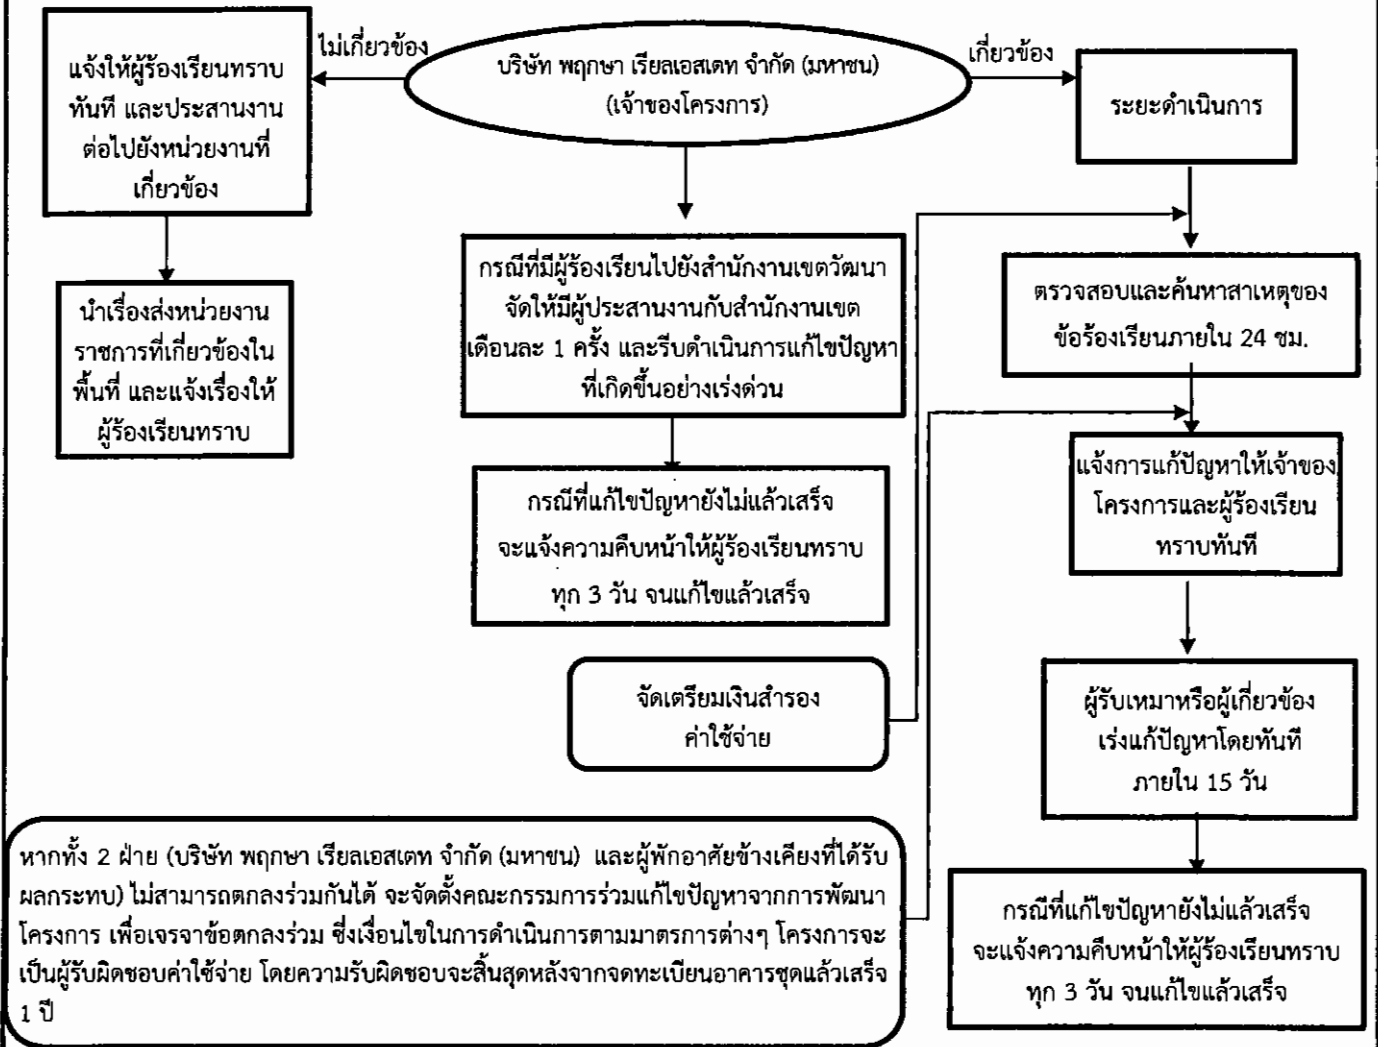 ไม่เกี่ยวข้อง
บริษัท พฤกษา เรียลเอสเตท จำกัด (มหาชน)
(เจ้าของโครงการ)
เกี่ยวข้อง
แจ้งให้ผู้ร้องเรียนทราบ
ทันที และประสานงาน
ต่อไปยังหน่วยงานที่
เกี่ยวข้อง
นำเรื่องส่งหน่วยงาน
ราชการที่เกี่ยวข้องใน
พื้นที่ และแจ้งเรื่องให้
ผู้ร้องเรียนทราบ
กรณีที่มีผู้ร้องเรียนไปยังสำนักงานเขตวัฒนา
จัดให้มีผู้ประสานงานกับสำนักงานเขต
เดือนละ 1 ครั้ง และรีบดำเนินการแก้ไขปัญหา
ที่เกิดขึ้นอย่างเร่งด่วน
กรณีที่แก้ไขปัญหายังไม่แล้วเสร็จ
จะแจ้งความคืบหน้าให้ผู้ร้องเรียนทราบ
ทุก 3 วัน จนแก้ไขแล้วเสร็จ
จัดเตรียมเงินสำรอง
ค่าใช้จ่าย
ระยะดำเนินการ
ตรวจสอบและค้นหาสาเหตุของ
ข้อร้องเรียนภายใน 24 ชม.
แจ้งการแก้ปัญหาให้เจ้าของ
โครงการและผู้ร้องเรียน
ทราบทันที
ผู้รับเหมาหรือผู้เกี่ยวข้อง
เร่งแก้ปัญหาโดยทันที
ภายใน 15 วัน
กรณีที่แก้ไขปัญหายังไม่แล้วเสร็จ
จะแจ้งความคืบหน้าให้ผู้ร้องเรียนทราบ
ทุก 3 วัน จนแก้ไขแล้วเสร็จ
หากทั้ง 2 ฝ่าย (บริษัท พฤกษา เรียลเอสเตท จำกัด (มหาชน) และผู้พักอาศัยข้างเคียงที่ได้รับ
ผลกระทบ) ไม่สามารถตกลงร่วมกันได้ จะจัดตั้งคณะกรรมการร่วมแก้ไขปัญหาจากการพัฒนา
โครงการ เพื่อเจรจาข้อตกลงร่วม ซึ่งเงื่อนไขในการดำเนินการตามมาตรการต่างๆ โครงการจะ
เป็นผู้รับผิดชอบค่าใช้จ่าย โดยความรับผิดชอบจะสิ้นสุดหลังจากจดทะเบียนอาคารชุดแล้วเสร็จ
1 ปี